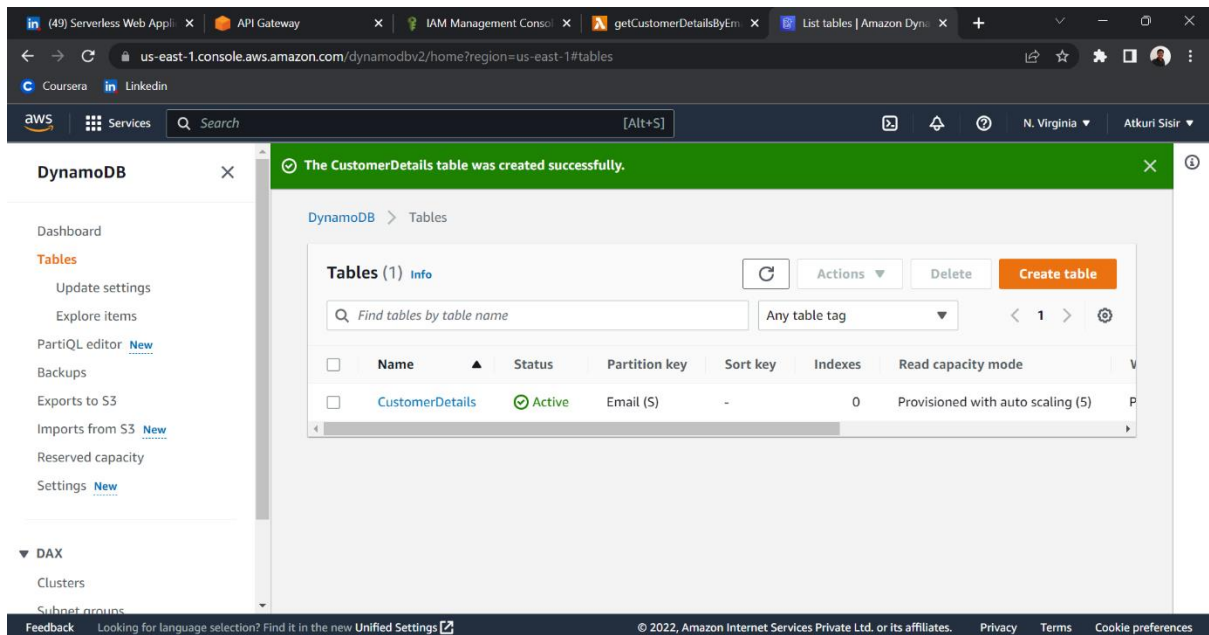 (49) Serverless Web Appli
API Gateway
IAM Management Consol
getCustomerDetailsByEm
List tables | Amazon Dyna
us-east-1.console.aws.amazon.com/dynamodbv2/home?region=us-east-1#tables
Coursera
Linkedin
aws
Services
Search
[Alt+S]
N. Virginia
Atkuri Sisir
DynamoDB
Dashboard
Tables
Update settings
Explore items
PartiQL editor New
Backups
Exports to S3
Imports from S3 New
Reserved capacity
Settings New
DAX
Clusters
Subnet groups
The CustomerDetails table was created successfully.
DynamoDB > Tables
Tables (1) Info
Actions
Delete
Create table
Find tables by table name
Any table tag
1
Name Status Partition key Sort key Indexes Read capacity mode
CustomerDetails Active Email (S) - 0 Provisioned with auto scaling (5) P
Feedback Looking for language selection? Find it in the new Unified Settings
© 2022, Amazon Internet Services Private Ltd. or its affiliates. Privacy Terms Cookie preferences